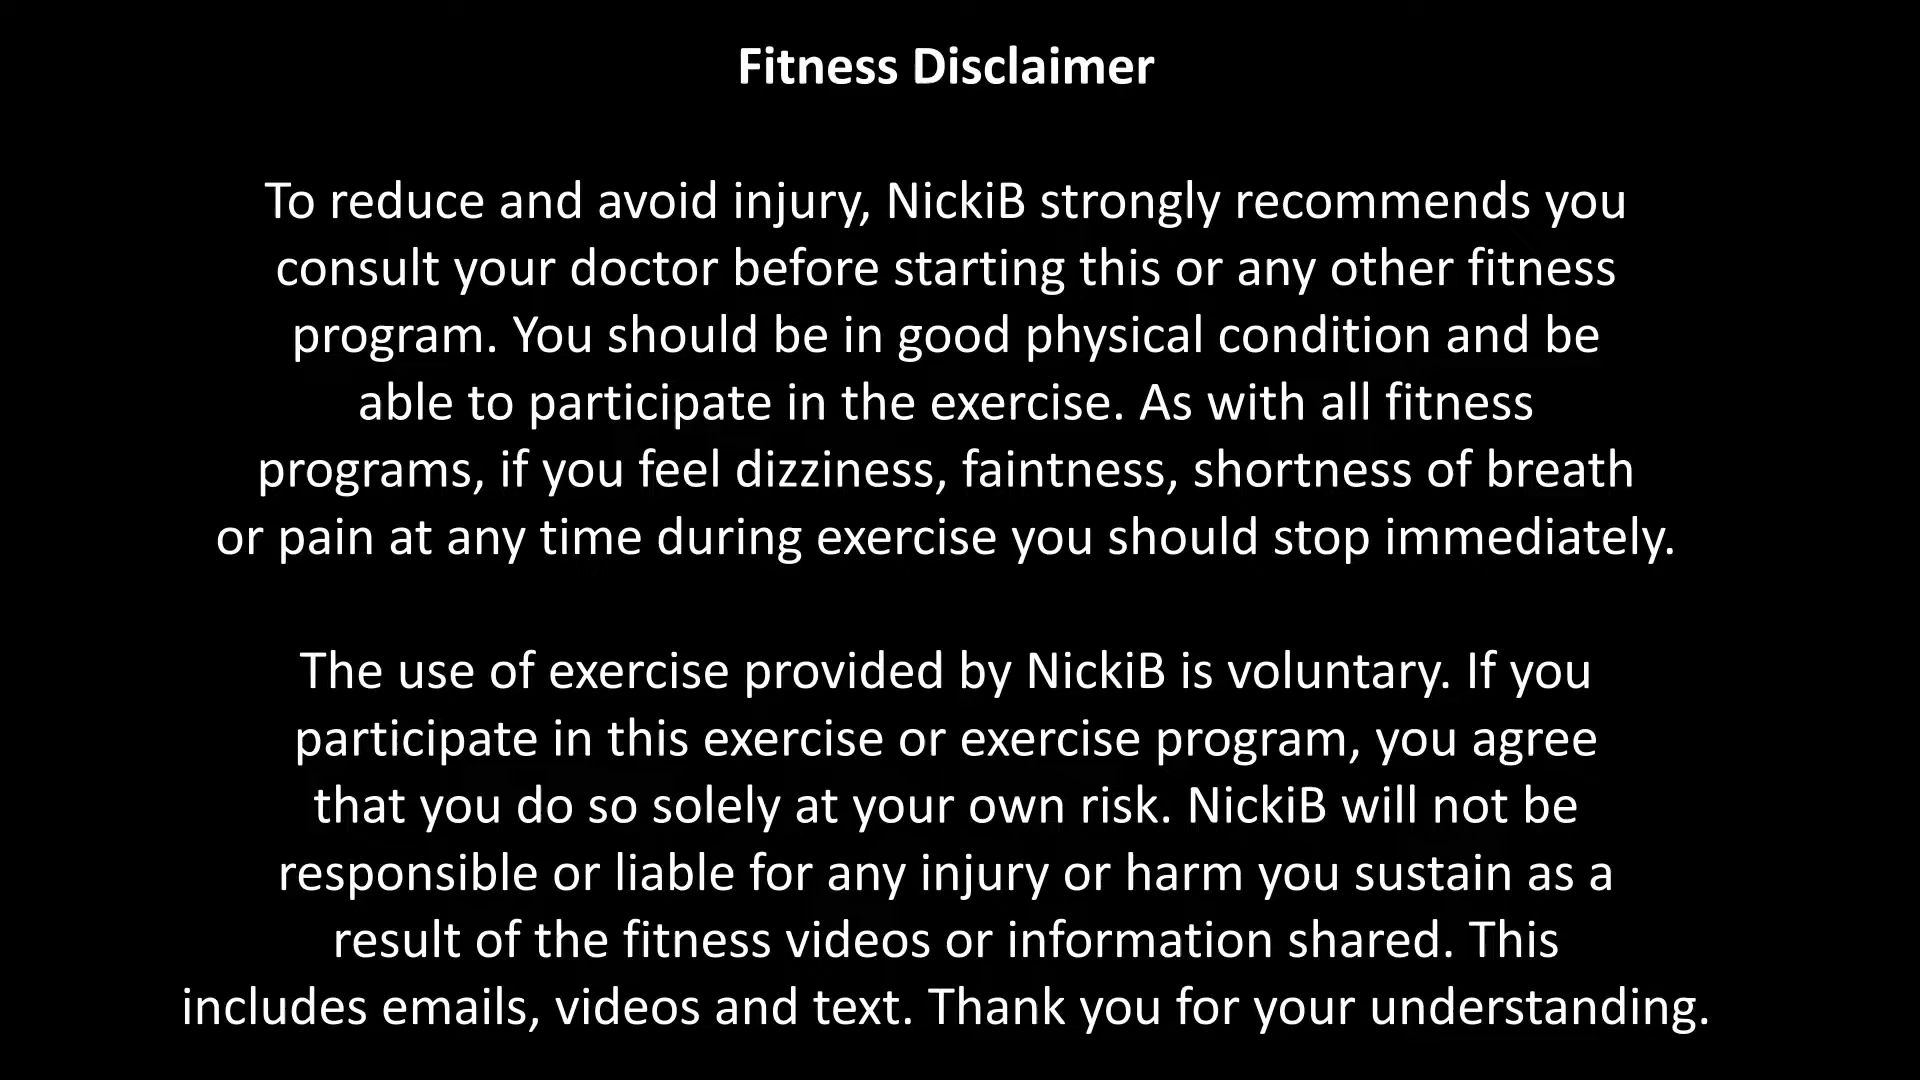 Fitness Disclaimer
To reduce and avoid injury, NickiB strongly recommends you
consult your doctor before starting this or any other fitness
program. You should be in good physical condition and be
able to participate in the exercise. As with all fitness
programs, if you feel dizziness, faintness, shortness of breath
or pain at any time during exercise you should stop immediately.
The use of exercise provided by NickiB is voluntary. If you
participate in this exercise or exercise program, you agree
that you do so solely at your own risk. NickiB will not be
responsible or liable for any injury or harm you sustain as a
result of the fitness videos or information shared. This
includes emails, videos and text. Thank you for your understanding.